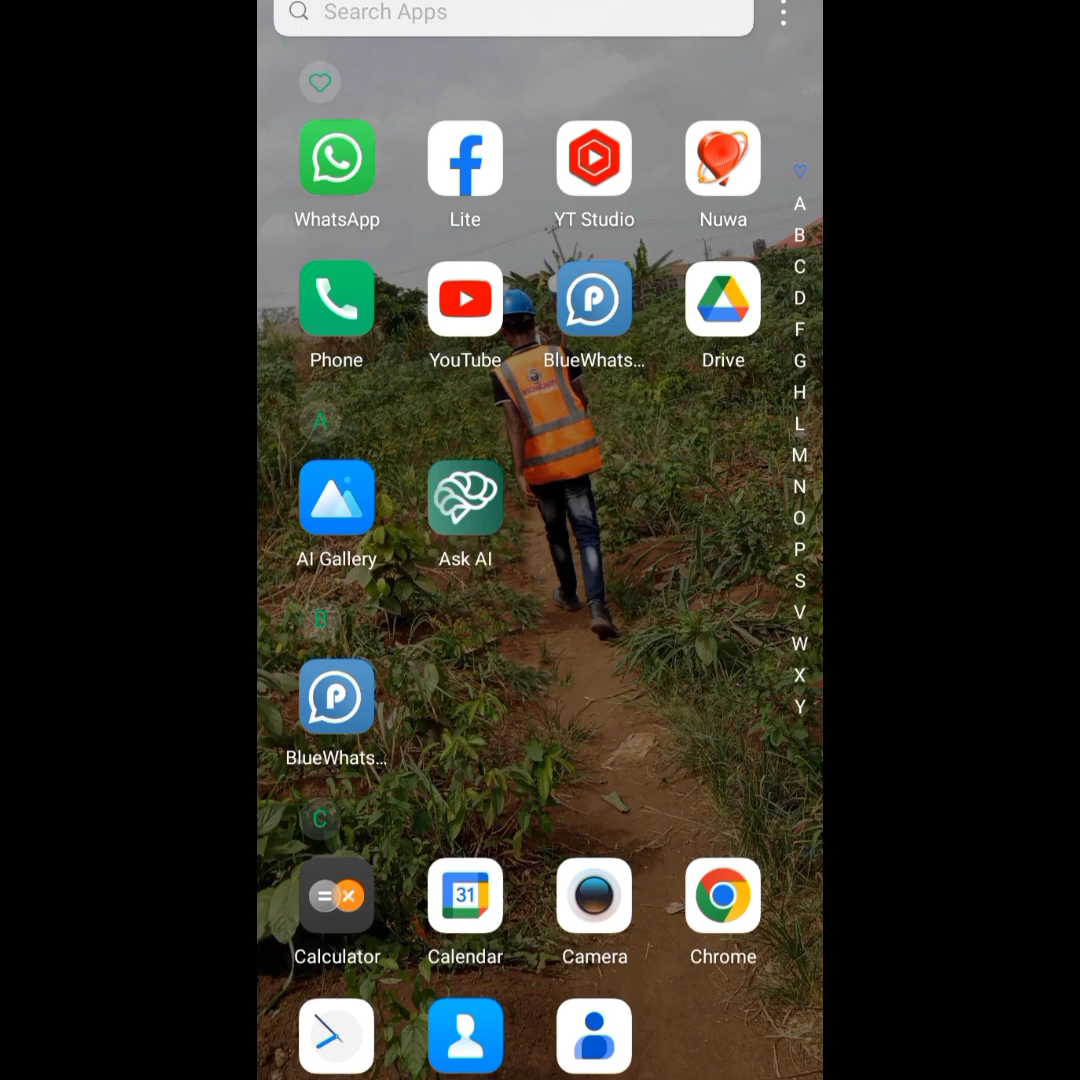 Search Apps
WhatsApp Lite YT Studio Nuwa
Phone YouTube BlueWhats... Drive
A
AI Gallery Ask AI
B
BlueWhats...
C
31
Calculator Calendar Camera Chrome
A
B
C
D
F
G
H
L
M
N
O
P
S
V
W
X
Y